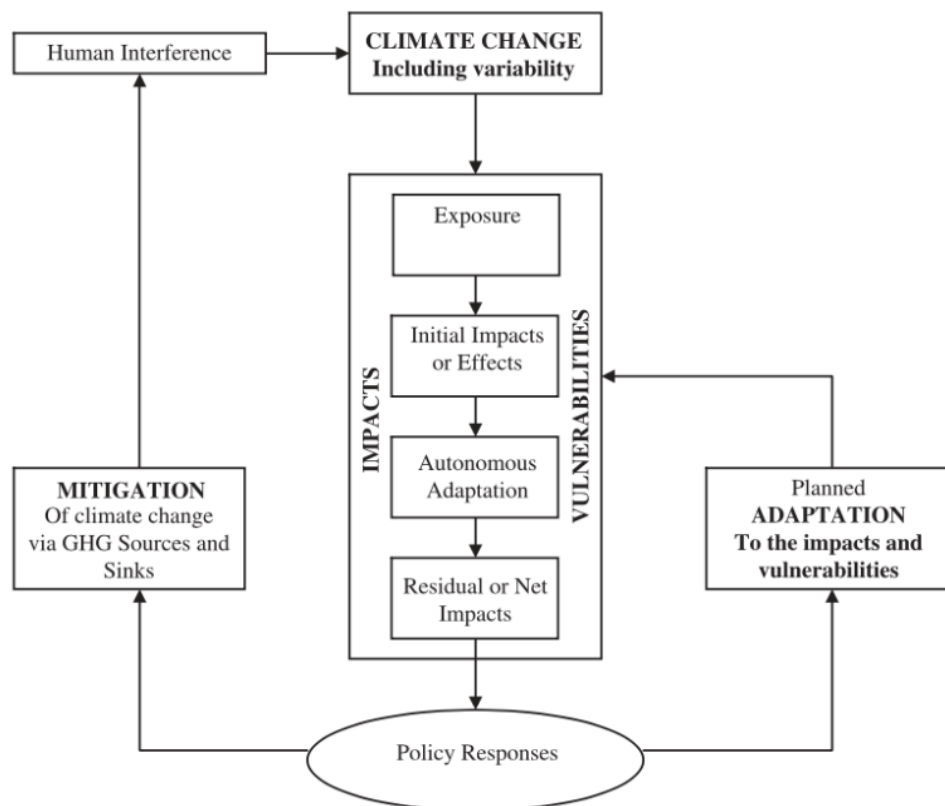 Human Interference
CLIMATE CHANGE
Including variability
Exposure
Initial Impacts
or Effects
IMPACTS
VULNERABILITIES
Autonomous
Adaptation
MITIGATION
Of climate change
via GHG Sources and
Sinks
Planned
ADAPTATION
To the impacts and
vulnerabilities
Residual or Net
Impacts
Policy Responses